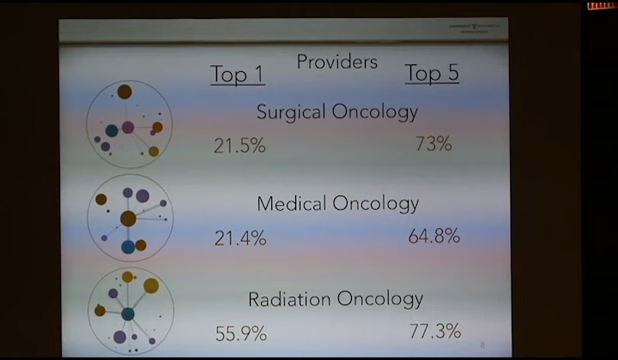 Providers
Top 1 Top 5
Surgical Oncology
21.5% 73%
Medical Oncology
21.4% 64.8%
Radiation Oncology
55.9% 77.3%
8